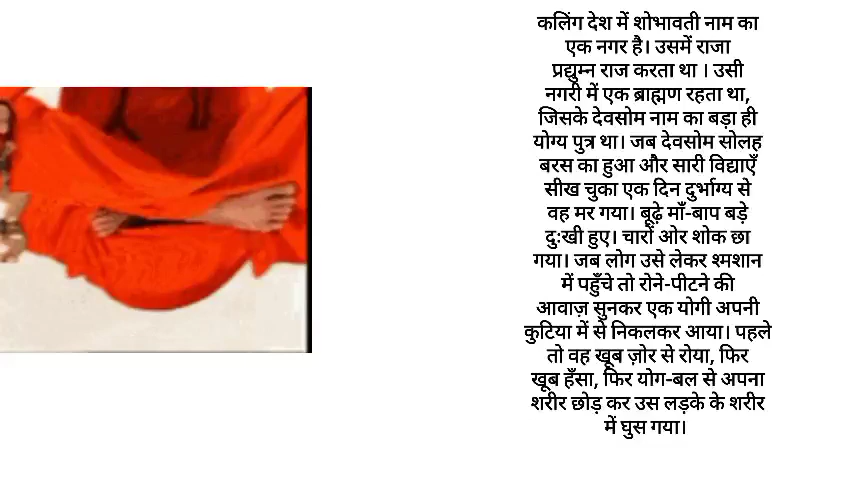 कलिंग देश में शोभावती नाम का
एक नगर है। उसमें राजा
प्रद्युम्न राज करता था । उसी
नगरी में एक ब्राह्मण रहता था,
जिसके देवसोम नाम का बड़ा ही
योग्य पुत्र था। जब देवसोम सोलह
बरस का हुआ और सारी विद्याएँ
सीख चुका एक दिन दुर्भाग्य से
वह मर गया। बूढ़े माँ-बाप बड़े
दुःखी हुए। चारों ओर शोक छा
गया। जब लोग उसे लेकर श्मशान
में पहुँचे तो रोने-पीटने की
आवाज़ सुनकर एक योगी अपनी
कुटिया में से निकलकर आया। पहले
तो वह खूब ज़ोर से रोया, फिर
खूब हँसा, फिर योग-बल से अपना
शरीर छोड़ कर उस लड़के के शरीर
में घुस गया।